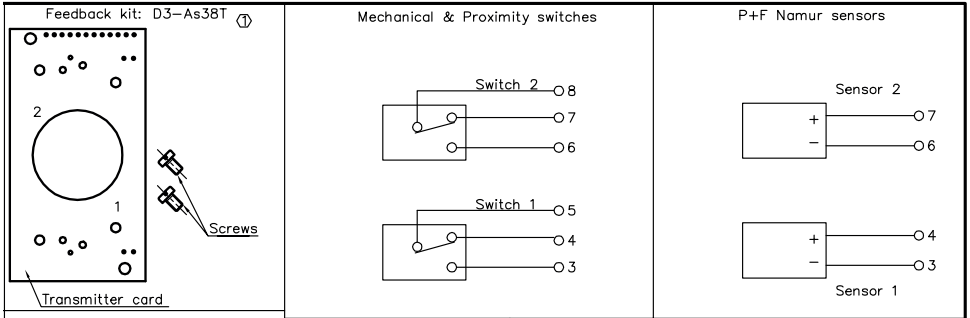 Feedback kit: D3-As38T 1
2
1
Screws
Transmitter card
Mechanical & Proximity switches
Switch 2
8
7
6
Switch 1
5
4
3
P+F Namur sensors
Sensor 2
+
7
−
6
+
4
−
3
Sensor 1